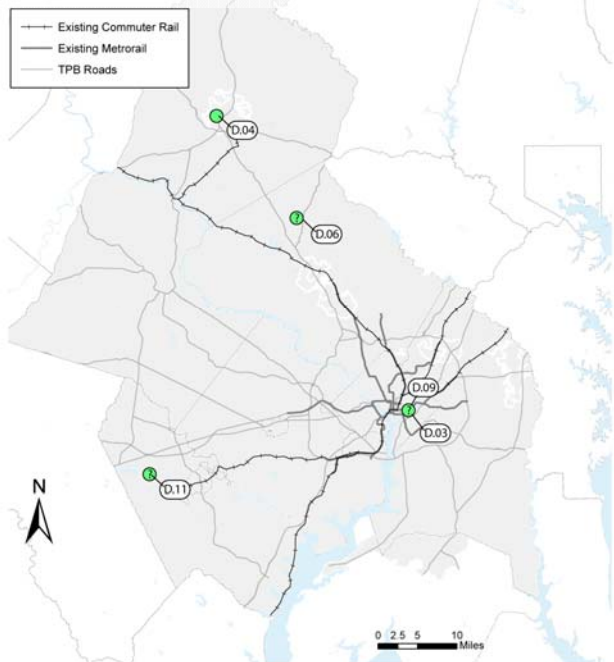 Existing Commuter Rail
Existing Metrorail
TPB Roads
D.04
?
D.06
D.09
?
D.03
?
D.11
N
0 2.5 5 10
Miles